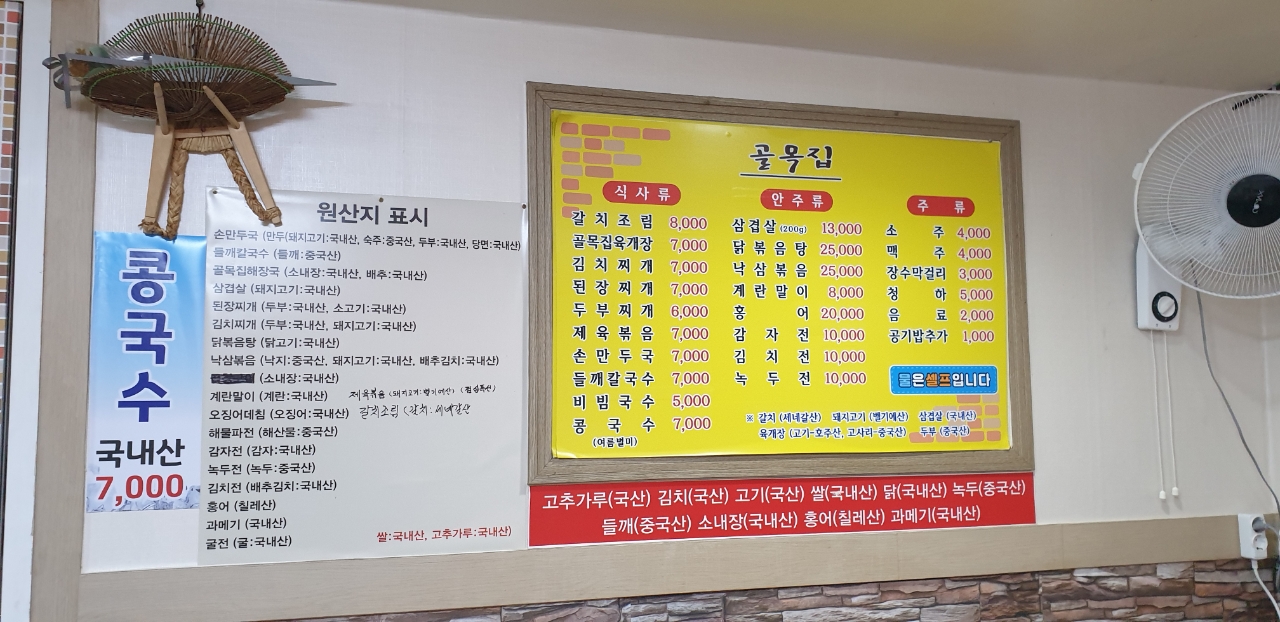 콩국수
국내산
7,000
원산지 표시
손만두국 (만두(돼지고기:국내산, 숙주:중국산, 두부:국내산, 당면:국내산)
들깨칼국수 (들깨:중국산)
골목집해장국 (소내장:국내산, 배추:국내산)
삼겹살 (돼지고기:국내산)
된장찌개 (두부:국내산, 소고기:국내산)
김치찌개 (두부:국내산, 돼지고기:국내산)
닭볶음탕 (닭고기:국내산)
낙삼볶음 (낙지:중국산, 돼지고기:국내산, 배추김치:국내산)
(소내장:국내산)
계란말이 (계란:국내산) 제육볶음 (돼지고기:벨기에산)
오징어데침 (오징어:국내산) 갈치조림 (갈치:세네갈산
해물파전 (해산물:중국산)
감자전 (감자:국내산)
녹두전 (녹두:중국산)
김치전 (배추김치:국내산)
홍어 (칠레산)
과메기 (국내산)
굴전 (굴:국내산)
쌀:국내산, 고추가루:국내산)
골목집
식사류
갈치조림 8,000
골목집육개장 7,000
김치찌개 7,000
된장찌개 7,000
두부찌개 6,000
제육볶음 7,000
손만두국 7,000
들깨칼국수 7,000
비빔국수 5,000
콩국수 7,000
(여름별미)
안주류
삼겹살 (200g) 13,000
닭볶음탕 25,000
낙삼볶음 25,000
계란말이 8,000
홍어 20,000
감자전 10,000
김치전 10,000
녹두전 10,000
주류
소주 4,000
맥주 4,000
장수막걸리 3,000
청하 5,000
음료 2,000
공기밥추가 1,000
물은셀프입니다
※ 갈치 (세네갈산) 돼지고기 (벨기에산) 삼겹살 (국내산)
육개장 (고기-호주산, 고사리-중국산) 두부 (중국산)
고추가루(국산) 김치(국산) 고기(국산) 쌀(국내산) 닭(국내산) 녹두(중국산)
들깨(중국산) 소내장(국내산) 홍어(칠레산) 과메기(국내산)